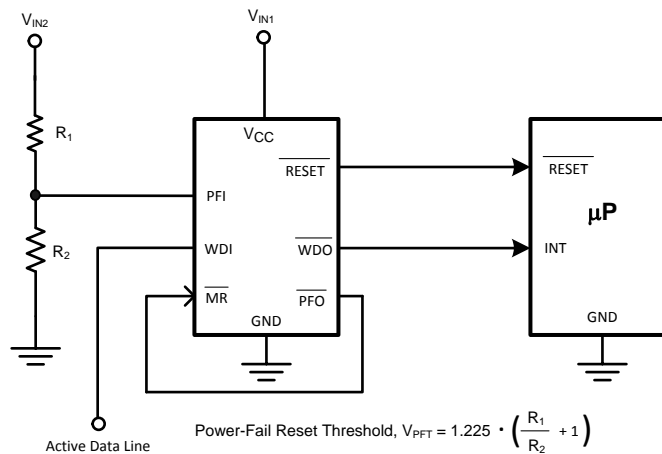 VIN2
VIN1
R1
R2
VCC
RESET
PFI
WDI
WDO
MR
PFO
GND
RESET
µP
INT
GND
Active Data Line
Power-Fail Reset Threshold, VPFT = 1.225 · (R1/R2 + 1)